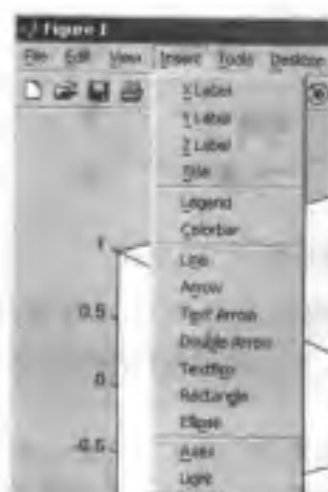 Figure 1
File Edit View Insert Tools Desktop
X Label
Y Label
Z Label
Title
Legend
Colorbar
Line
Arrow
Text Arrow
Double Arrow
TextBox
Rectangle
Ellipse
Axes
Light
1
0.5
0
-0.5